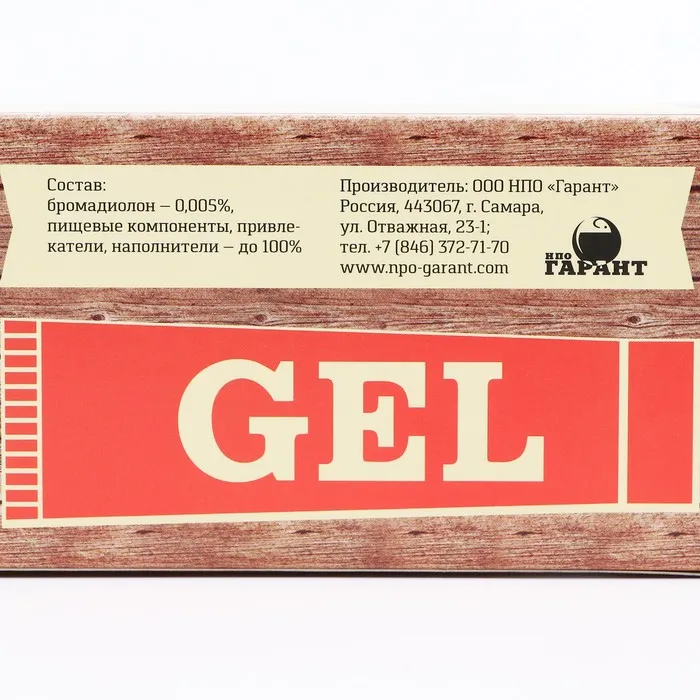 Состав:
бромадиолон — 0,005%,
пищевые компоненты, привле-
катели, наполнители — до 100%
Производитель: ООО НПО «Гарант»
Россия, 443067, г. Самара,
ул. Отважная, 23-1;
тел. +7 (846) 372-71-70
www.npo-garant.com
НПО
ГАРАНТ
GEL